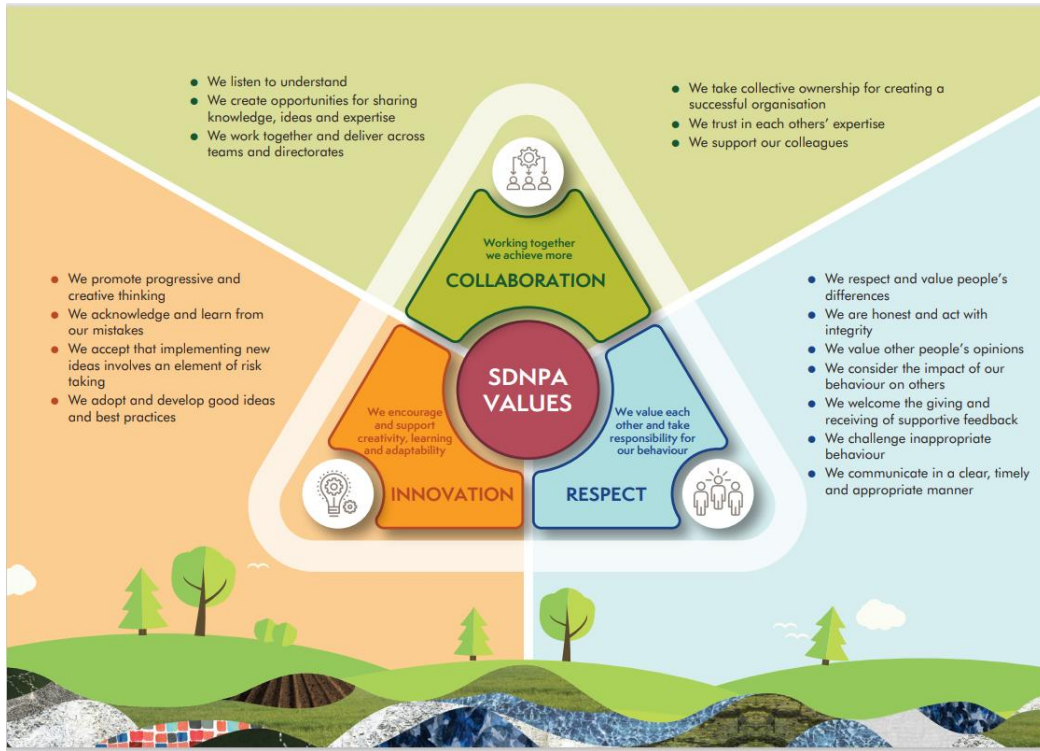 We listen to understand
We create opportunities for sharing
knowledge, ideas and expertise
We work together and deliver across
teams and directorates
We take collective ownership for creating a
successful organisation
We trust in each others' expertise
We support our colleagues
Working together
we achieve more
COLLABORATION
We promote progressive and
creative thinking
We acknowledge and learn from
our mistakes
We accept that implementing new
ideas involves an element of risk
taking
We adopt and develop good ideas
and best practices
SDNPA
VALUES
We encourage
and support
creativity, learning
and adaptability
INNOVATION
We value each
other and take
responsibility for
our behaviour
RESPECT
We respect and value people's
differences
We are honest and act with
integrity
We value other people's opinions
We consider the impact of our
behaviour on others
We welcome the giving and
receiving of supportive feedback
We challenge inappropriate
behaviour
We communicate in a clear, timely
and appropriate manner